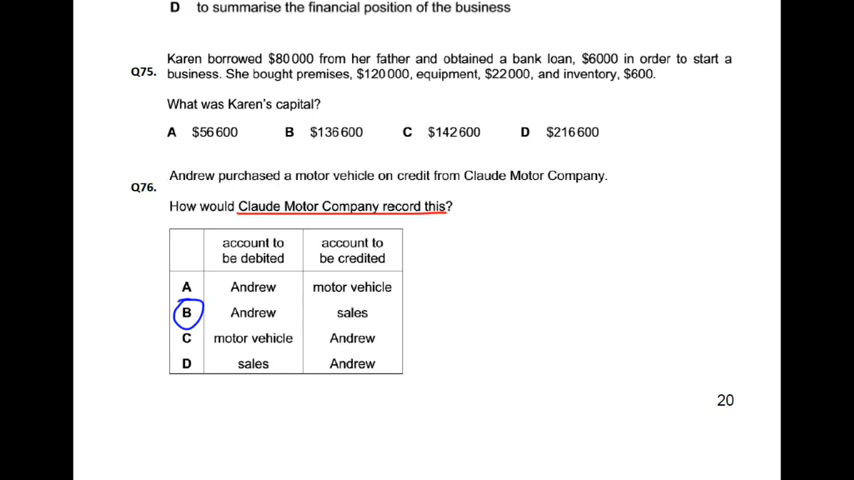 D to summarise the financial position of the business
Karen borrowed $80 000 from her father and obtained a bank loan, $6000 in order to start a
Q75. business. She bought premises, $120 000, equipment, $22 000, and inventory, $600.
What was Karen's capital?
A $56 600 B $136 600 C $142 600 D $216 600
Andrew purchased a motor vehicle on credit from Claude Motor Company.
Q76.
How would Claude Motor Company record this?
account to be debited account to be credited
A Andrew motor vehicle
B Andrew sales
C motor vehicle Andrew
D sales Andrew
20